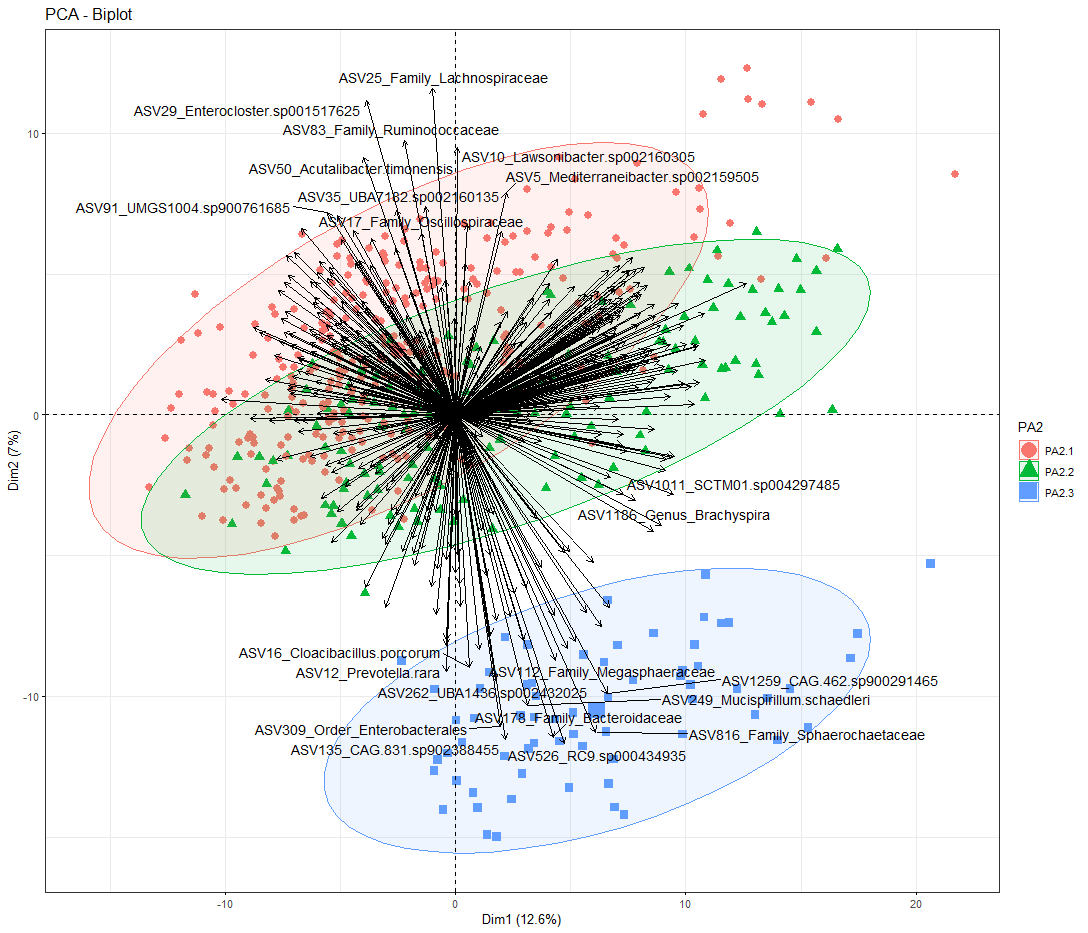 PCA - Biplot
ASV25_Family_Lachnospiraceae
ASV29_Enterocloster.sp001517625
ASV83_Family_Ruminococcaceae
ASV10_Lawsonibacter.sp002160305
ASV50_Acutalibacter.timonensis
ASV5_Mediterraneibacter.sp002159505
ASV35_UBA7182.sp002160135
ASV91_UMGS1004.sp900761685
ASV17_Family_Oscillospiraceae
10
0
-10
Dim2 (7%)
PA2
PA2.1
PA2.2
PA2.3
ASV1011_SCTM01.sp004297485
ASV1186_Genus_Brachyspira
ASV16_Cloacibacillus.porcorum
ASV12_Prevotella.rara
ASV112_Family_Megasphaeraceae
ASV1259_CAG.462.sp900291465
ASV262_UBA1436.sp002432025
ASV249_Mucispirillum.schaedleri
ASV178_Family_Bacteroidaceae
ASV309_Order_Enterobacterales
ASV816_Family_Sphaerochaetaceae
ASV135_CAG.831.sp902388455
ASV526_RC9.sp000434935
-10
0
10
20
Dim1 (12.6%)